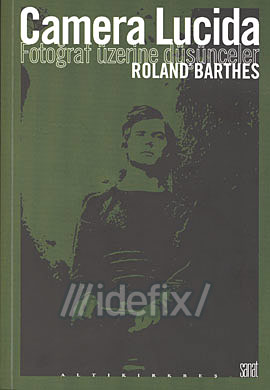 Camera Lucida
Fotoğraf üzerine düşünceler
ROLAND BARTHES
///idefix/
ALTIKIRKBEŞ
sanat